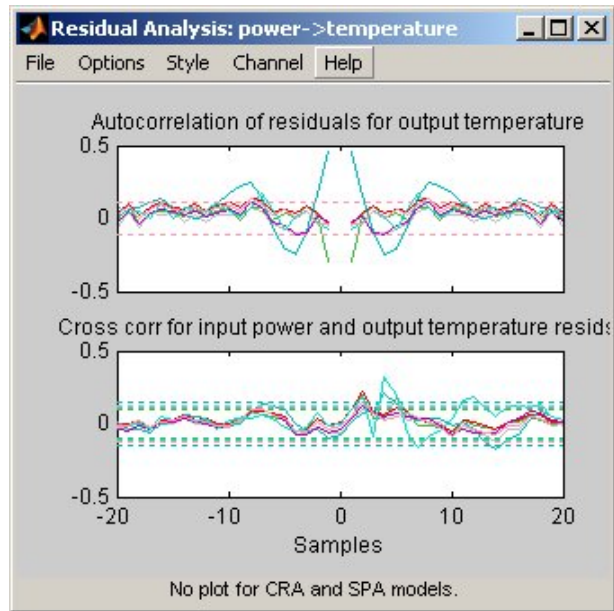 Residual Analysis: power->temperature
File Options Style Channel Help
Autocorrelation of residuals for output temperature
0.5
0
-0.5
Cross corr for input power and output temperature resids
0.5
0
-0.5
-20 -10 0 10 20
Samples
No plot for CRA and SPA models.